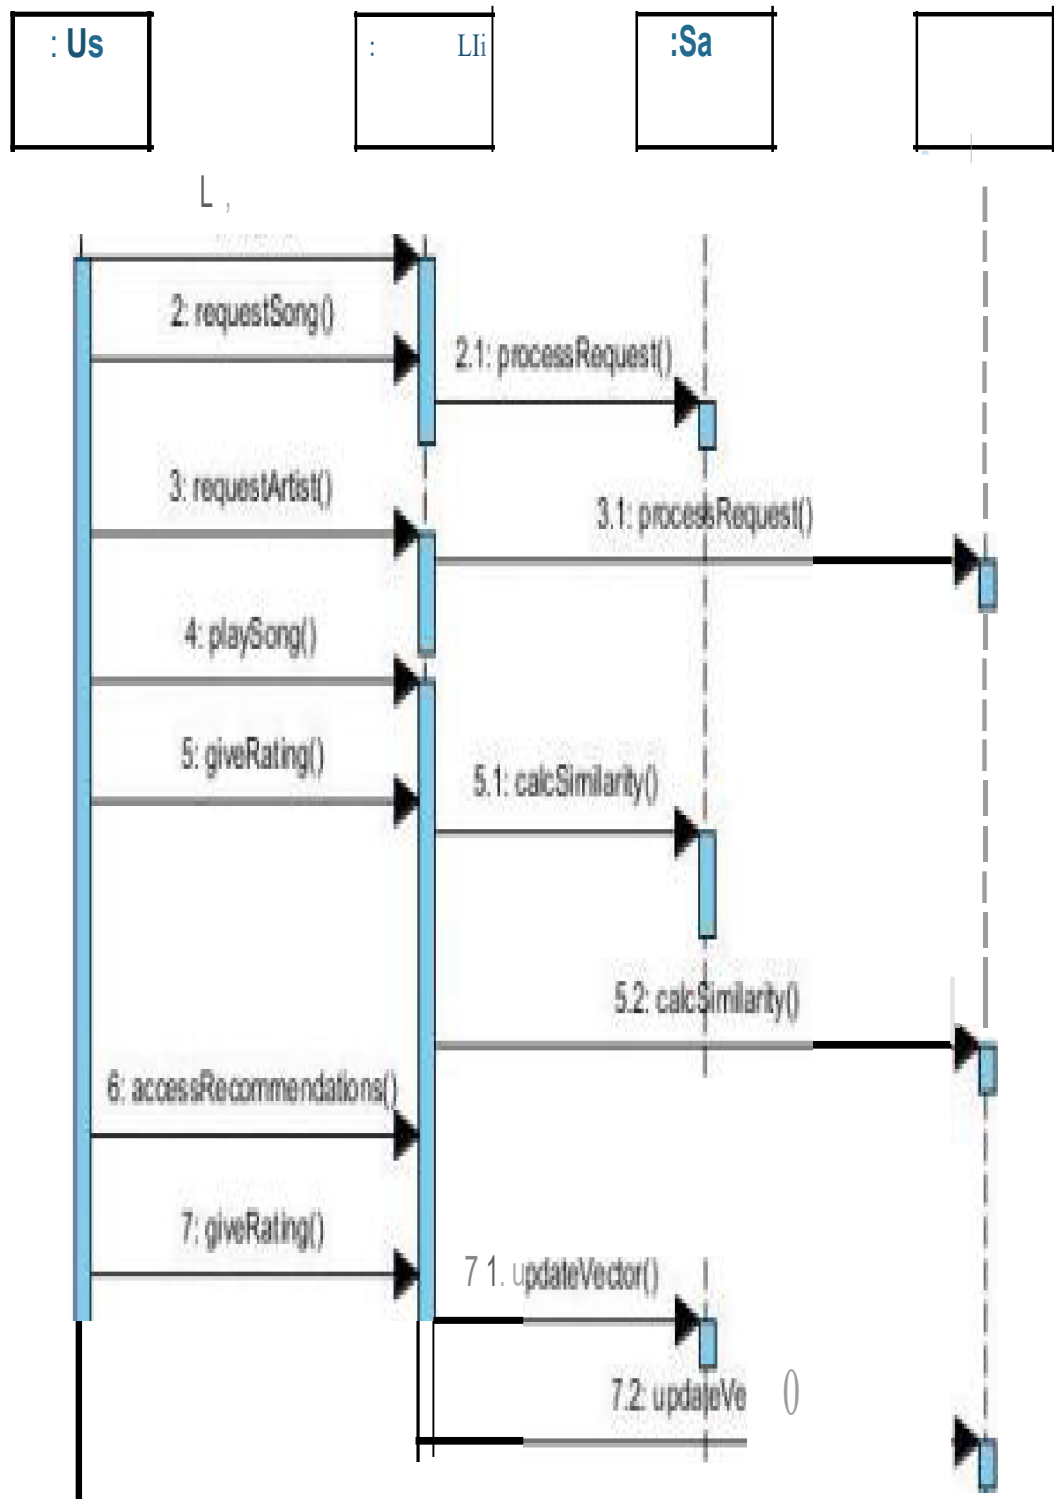 : Us
: LIi
:Sa
L ,
2: requestSong()
2.1: processRequest()
3: requestArtist()
3.1: processRequest()
4: playSong()
5: giveRating()
5.1: calcSimilarity()
5.2: calcSimilarity()
6: accessRecommendations()
7: giveRating()
7 1. updateVector()
7.2: updateVe 0